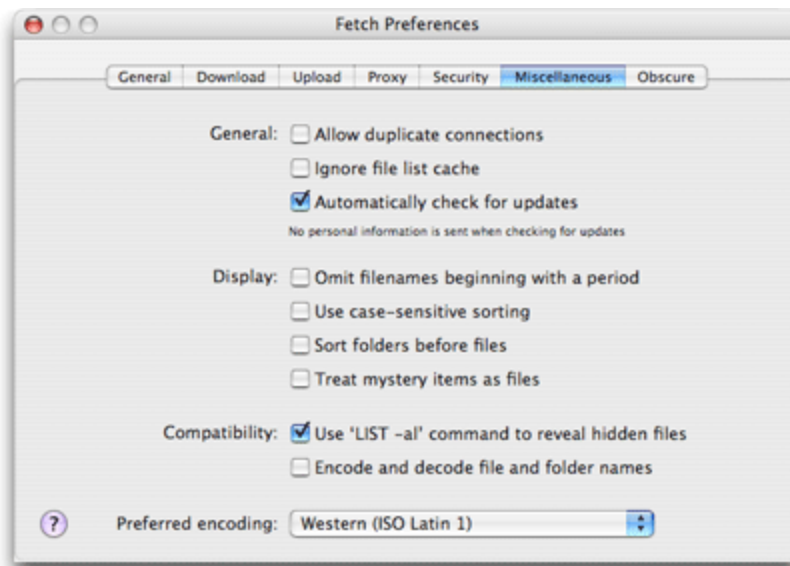 Fetch Preferences
General Download Upload Proxy Security Miscellaneous Obscure
General: Allow duplicate connections
Ignore file list cache
Automatically check for updates
No personal information is sent when checking for updates
Display: Omit filenames beginning with a period
Use case-sensitive sorting
Sort folders before files
Treat mystery items as files
Compatibility: Use 'LIST -al' command to reveal hidden files
Encode and decode file and folder names
? Preferred encoding: Western (ISO Latin 1)